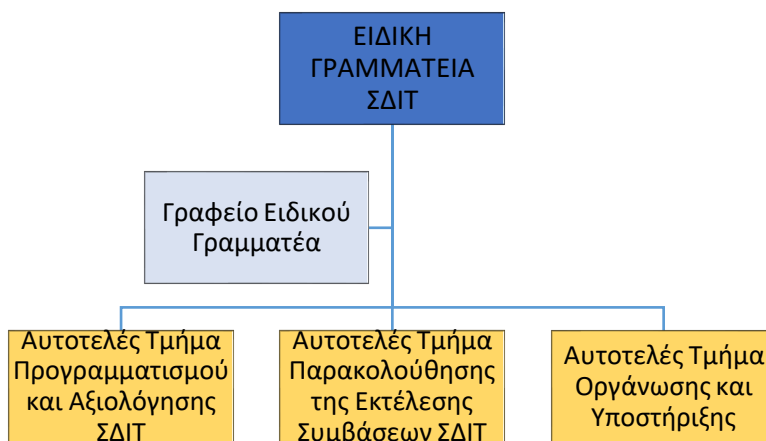 ΕΙΔΙΚΗ
ΓΡΑΜΜΑΤΕΙΑ
ΣΔΙΤ
Γραφείο Ειδικού
Γραμματέα
Αυτοτελές Τμήμα
Προγραμματισμού
και Αξιολόγησης
ΣΔΙΤ
Αυτοτελές Τμήμα
Παρακολούθησης
της Εκτέλεσης
Συμβάσεων ΣΔΙΤ
Αυτοτελές Τμήμα
Οργάνωσης και
Υποστήριξης